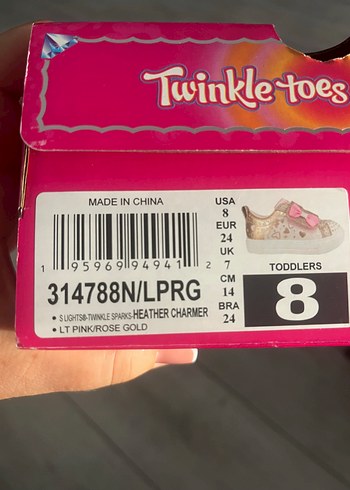 Twinkle toes
MADE IN CHINA
1 95969 94941 2
314788N/LPRG
• S LIGHTS®-TWINKLE SPARKS-HEATHER CHARMER
• LT PINK/ROSE GOLD
USA
8
EUR
24
UK
7
CM
14
BRA
24
TODDLERS
8